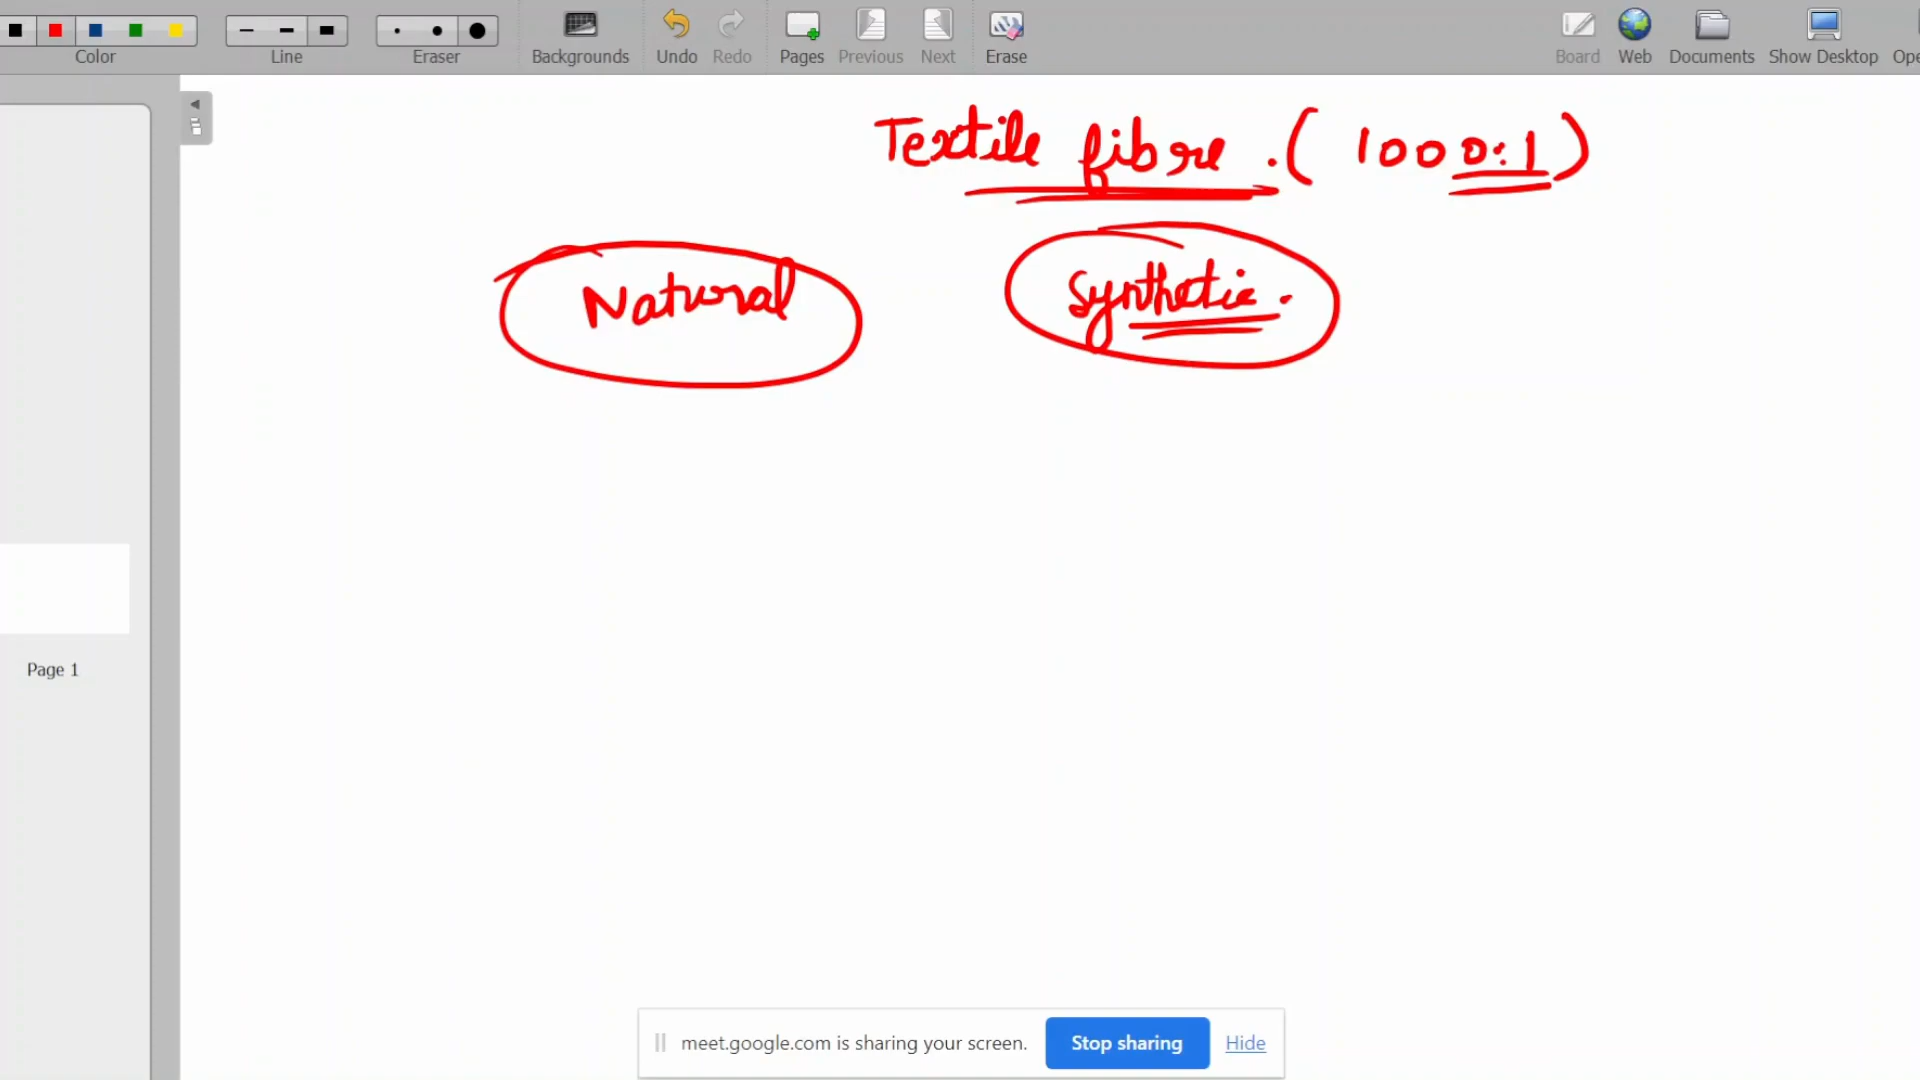 Color Line Eraser Backgrounds Undo Redo Pages Previous Next Erase Board Web Documents Show Desktop Ope
Textile fibre . ( 1000:1 )
Natural Synthetic .
Page 1
meet.google.com is sharing your screen. Stop sharing Hide